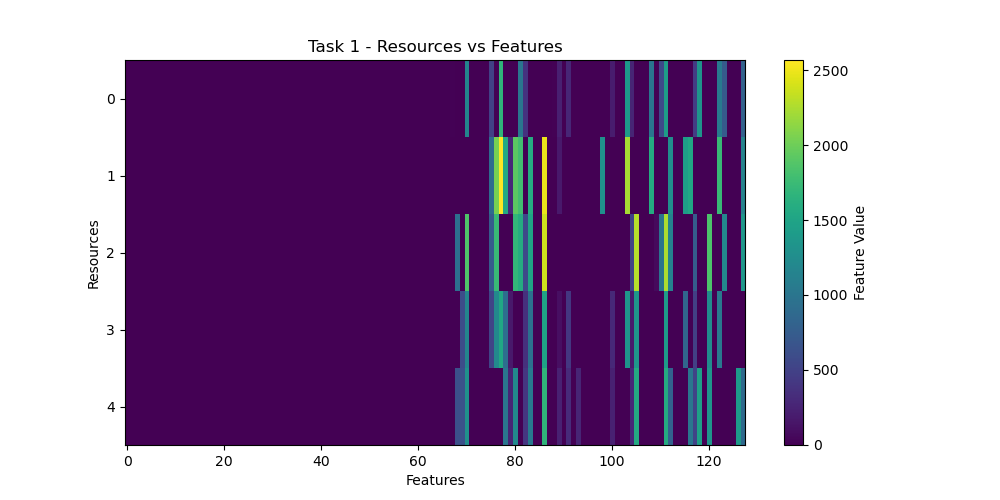 Task 1 - Resources vs Features
Resources
0
1
2
3
4
0 20 40 60 80 100 120
Features
2500
2000
1500
1000
500
0
Feature Value